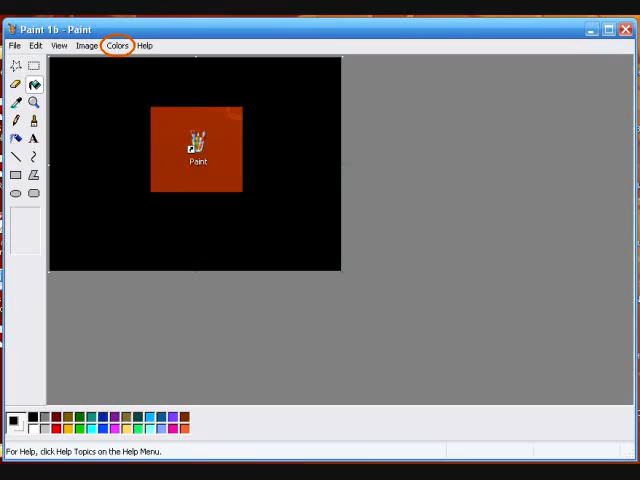 Paint 1b - Paint
File Edit View Image Colors Help
A
Paint
For Help, click Help Topics on the Help Menu.